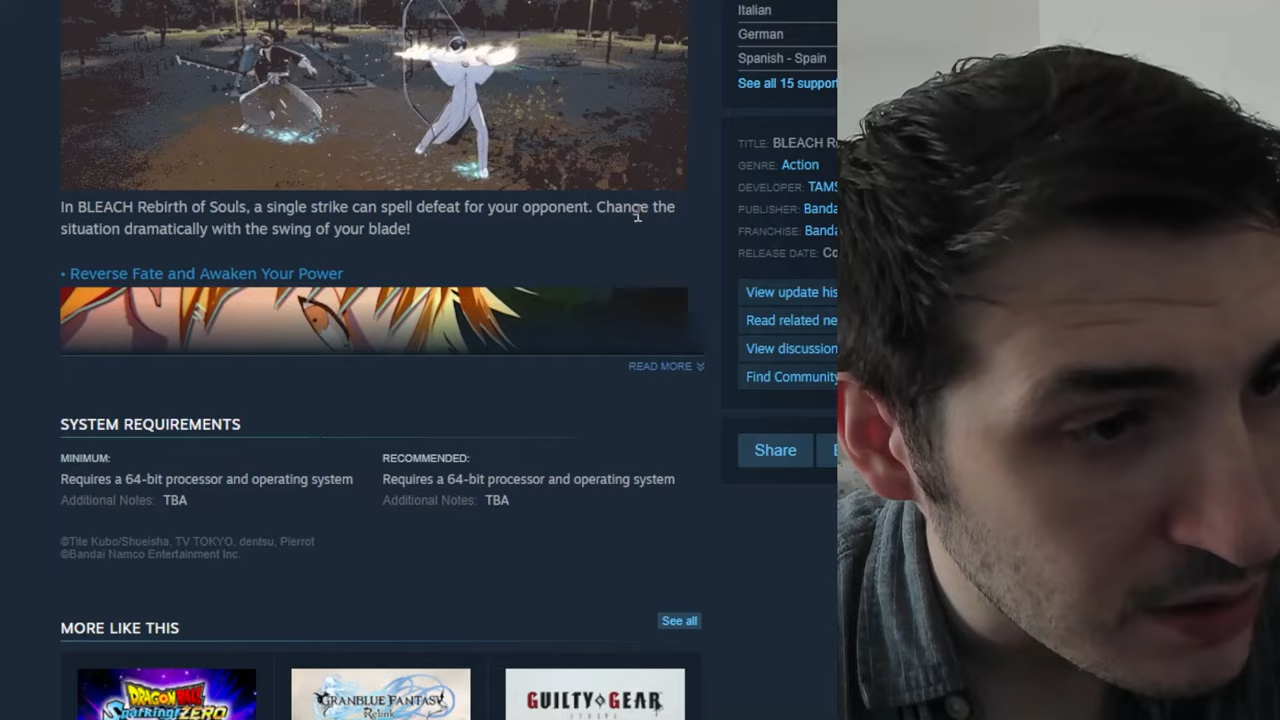 In BLEACH Rebirth of Souls, a single strike can spell defeat for your opponent. Change the
situation dramatically with the swing of your blade!
• Reverse Fate and Awaken Your Power
READ MORE
SYSTEM REQUIREMENTS
MINIMUM:
Requires a 64-bit processor and operating system
Additional Notes: TBA
RECOMMENDED:
Requires a 64-bit processor and operating system
Additional Notes: TBA
©Tite Kubo/Shueisha, TV TOKYO, dentsu, Pierrot
©Bandai Namco Entertainment Inc.
MORE LIKE THIS
See all
DRAGON BALL
Sparking! ZERO
GRANBLUE FANTASY
Relink
GUILTY GEAR
Italian
German
Spanish - Spain
See all 15 suppor
TITLE: BLEACH R
GENRE: Action
DEVELOPER: TAMS
PUBLISHER: Banda
FRANCHISE: Banda
RELEASE DATE: Co
View update his
Read related ne
View discussion
Find Community
Share